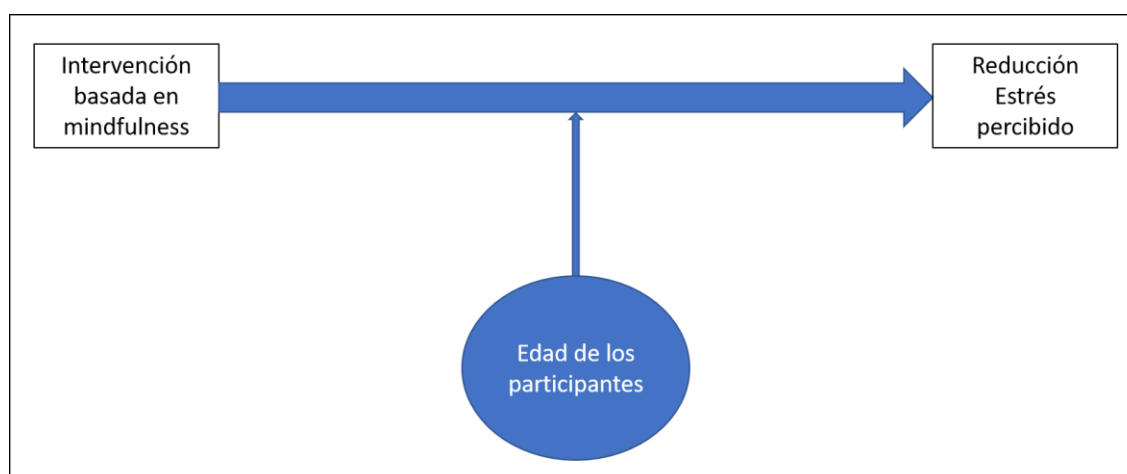 Intervención
basada en
mindfulness
Reducción
Estrés
percibido
Edad de los
participantes